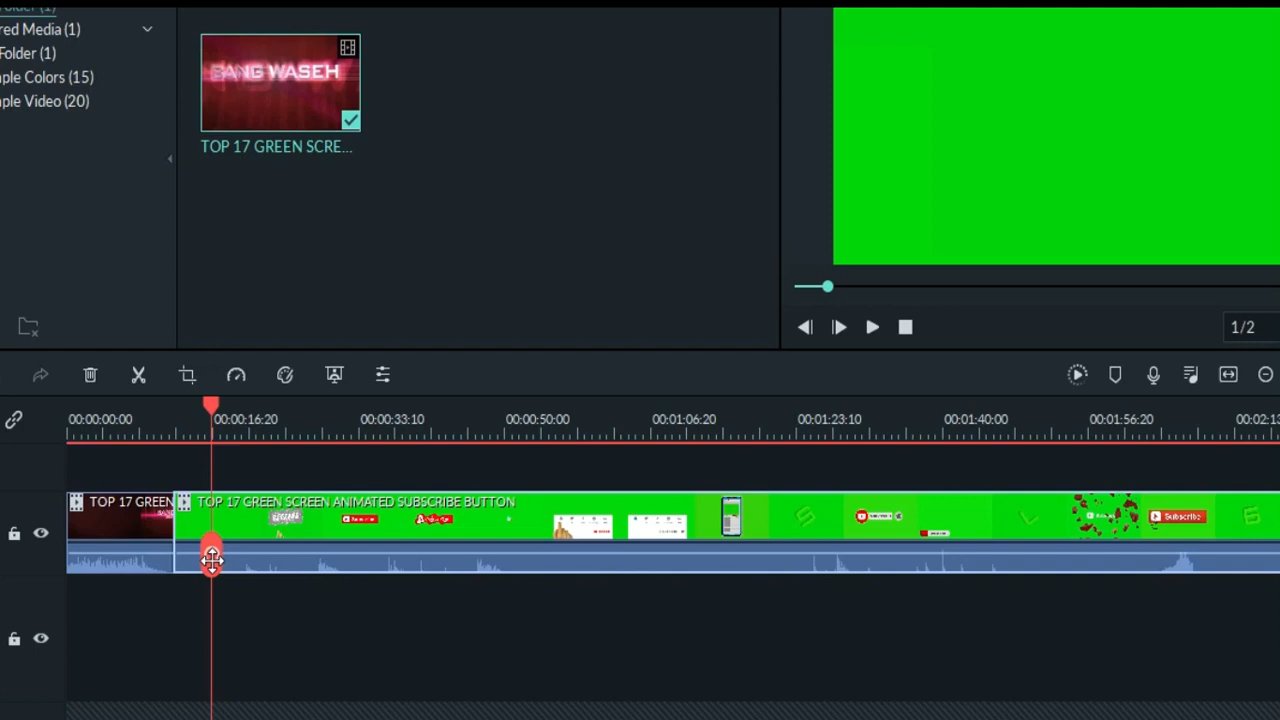 red Media (1)
Folder (1)
ple Colors (15)
ple Video (20)
BANG WASEH
TOP 17 GREEN SCRE...
1/2
00:00:00:00 00:00:16:20 00:00:33:10 00:00:50:00 00:01:06:20 00:01:23:10 00:01:40:00 00:01:56:20 00:02:13
TOP 17 GREEN TOP 17 GREEN SCREEN ANIMATED SUBSCRIBE BUTTON
Subscribe